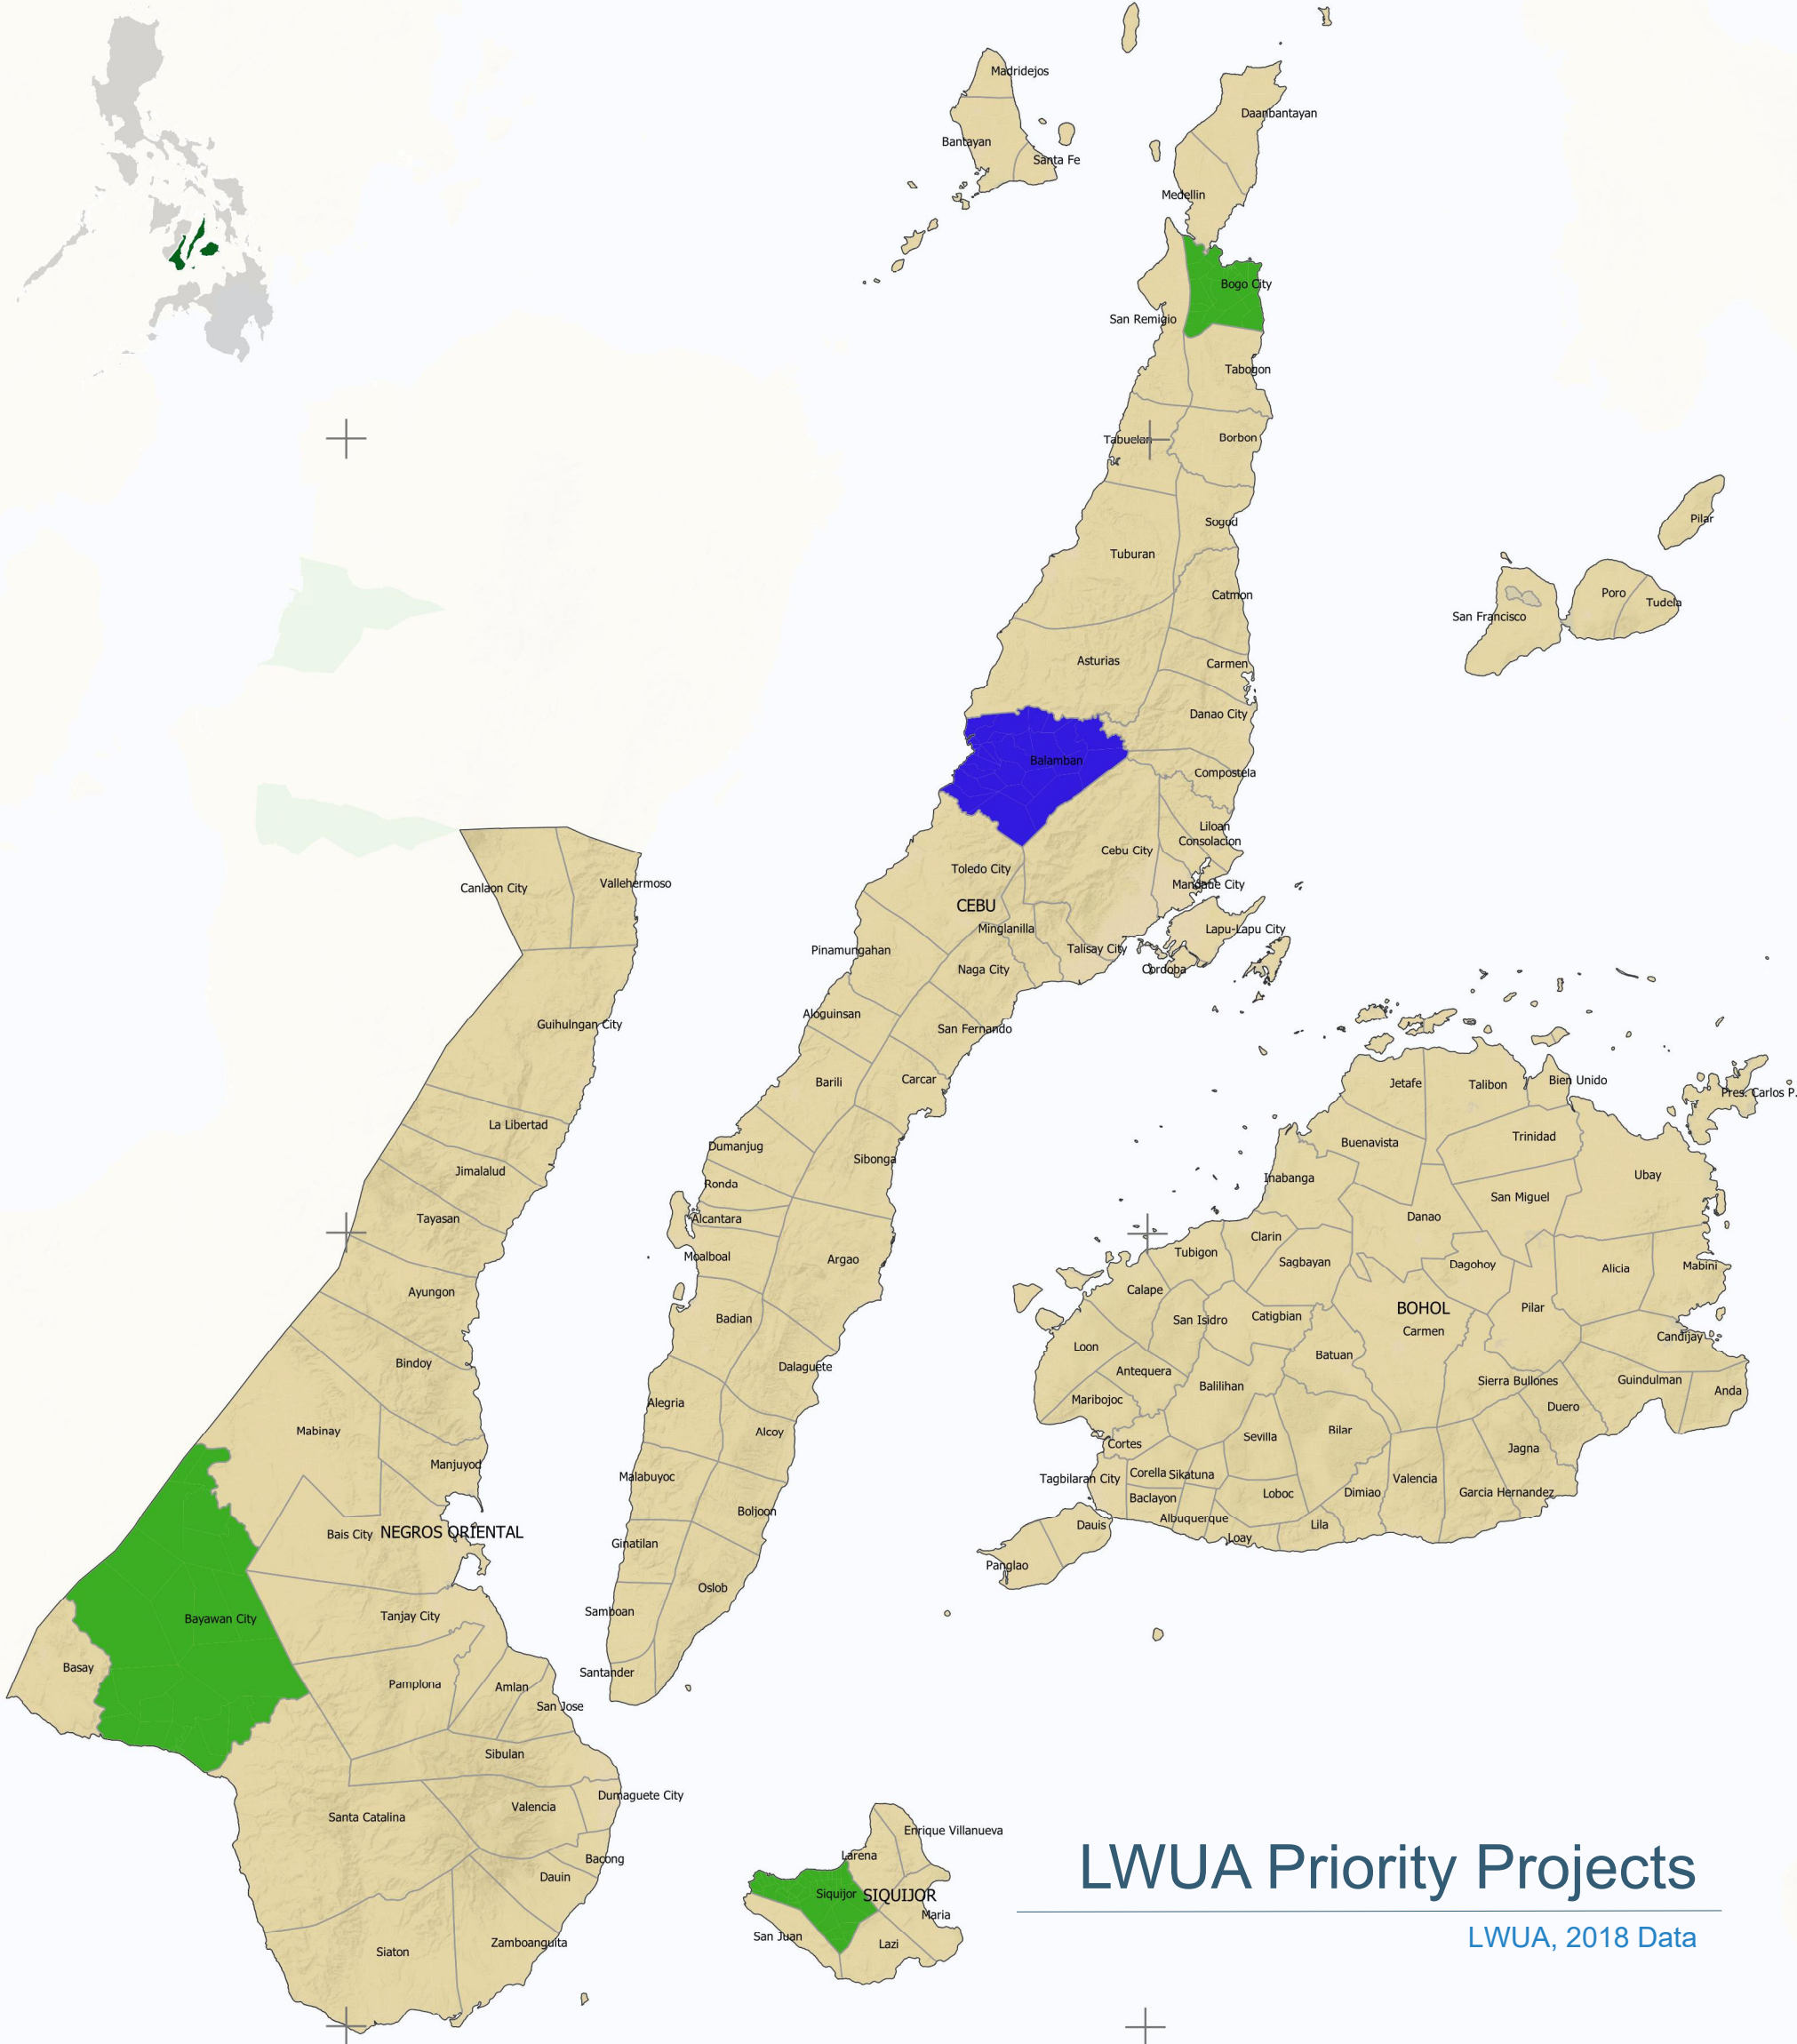 Madridejos
Bantayan
Santa Fe
Daanbantayan
Medellin
Bogo City
San Remigio
Tabogon
Tabuelan
Borbon
Sogod
Tuburan
Catmon
Pilar
Poro
Tudela
San Francisco
Asturias
Carmen
Danao City
Balamban
Compostela
Liloan
Consolacion
Cebu City
Toledo City
Mandaue City
CEBU
Minglanilla
Lapu-Lapu City
Talisay City
Cordoba
Pinamungahan
Naga City
Aloguinsan
San Fernando
Barili
Carcar
Dumanjug
Sibonga
Ronda
Alcantara
Moalboal
Argao
Badian
Dalaguete
Alegria
Alcoy
Malabuyoc
Boljoon
Ginatilan
Oslob
Samboan
Santander
Canlaon City
Vallehermoso
Guihulngan City
La Libertad
Jimalalud
Tayasan
Ayungon
Bindoy
Mabinay
Manjuyod
Bais City
NEGROS ORIENTAL
Bayawan City
Tanjay City
Basay
Pamplona
Amlan
San Jose
Sibulan
Santa Catalina
Valencia
Dumaguete City
Bacong
Dauin
Siaton
Zamboanguita
Jetafe
Talibon
Bien Unido
Pres. Carlos P.
Buenavista
Trinidad
Inabanga
Ubay
San Miguel
Danao
Clarin
Tubigon
Sagbayan
Dagohoy
Alicia
Mabini
Calape
BOHOL
Pilar
San Isidro
Catigbian
Carmen
Candijay
Loon
Batuan
Antequera
Balilihan
Sierra Bullones
Guindulman
Anda
Maribojoc
Duero
Cortes
Sevilla
Bilar
Jagna
Tagbilaran City
Corella
Sikatuna
Valencia
Baclayon
Loboc
Dimiao
Garcia Hernandez
Albuquerque
Dauis
Loay
Lila
Panglao
Enrique Villanueva
Larena
Siquijor
SIQUIJOR
Maria
San Juan
Lazi
LWUA Priority Projects
LWUA, 2018 Data